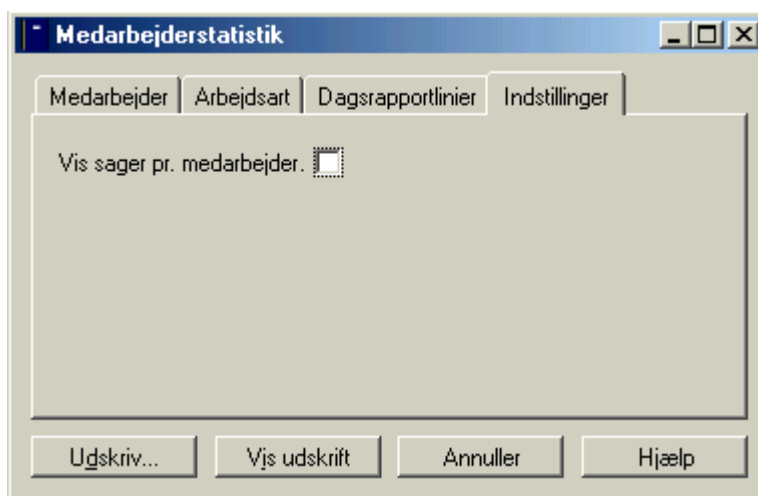 Medarbejderstatistik
Medarbejder Arbejdsart Dagsrapportlinier Indstillinger
Vis sager pr. medarbejder.
Udskriv... Vis udskrift Annuller Hjælp